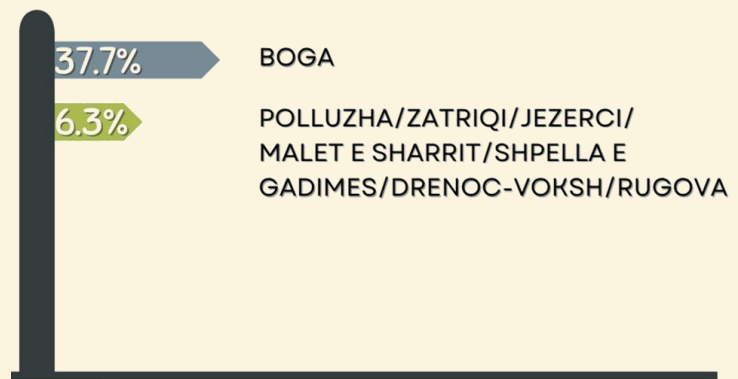 37.7% BOGA
6.3% POLLUZHA/ZATRIQI/JEZERCI/
MALET E SHARRIT/SHPELLA E
GADIMES/DRENOC-VOKSH/RUGOVA